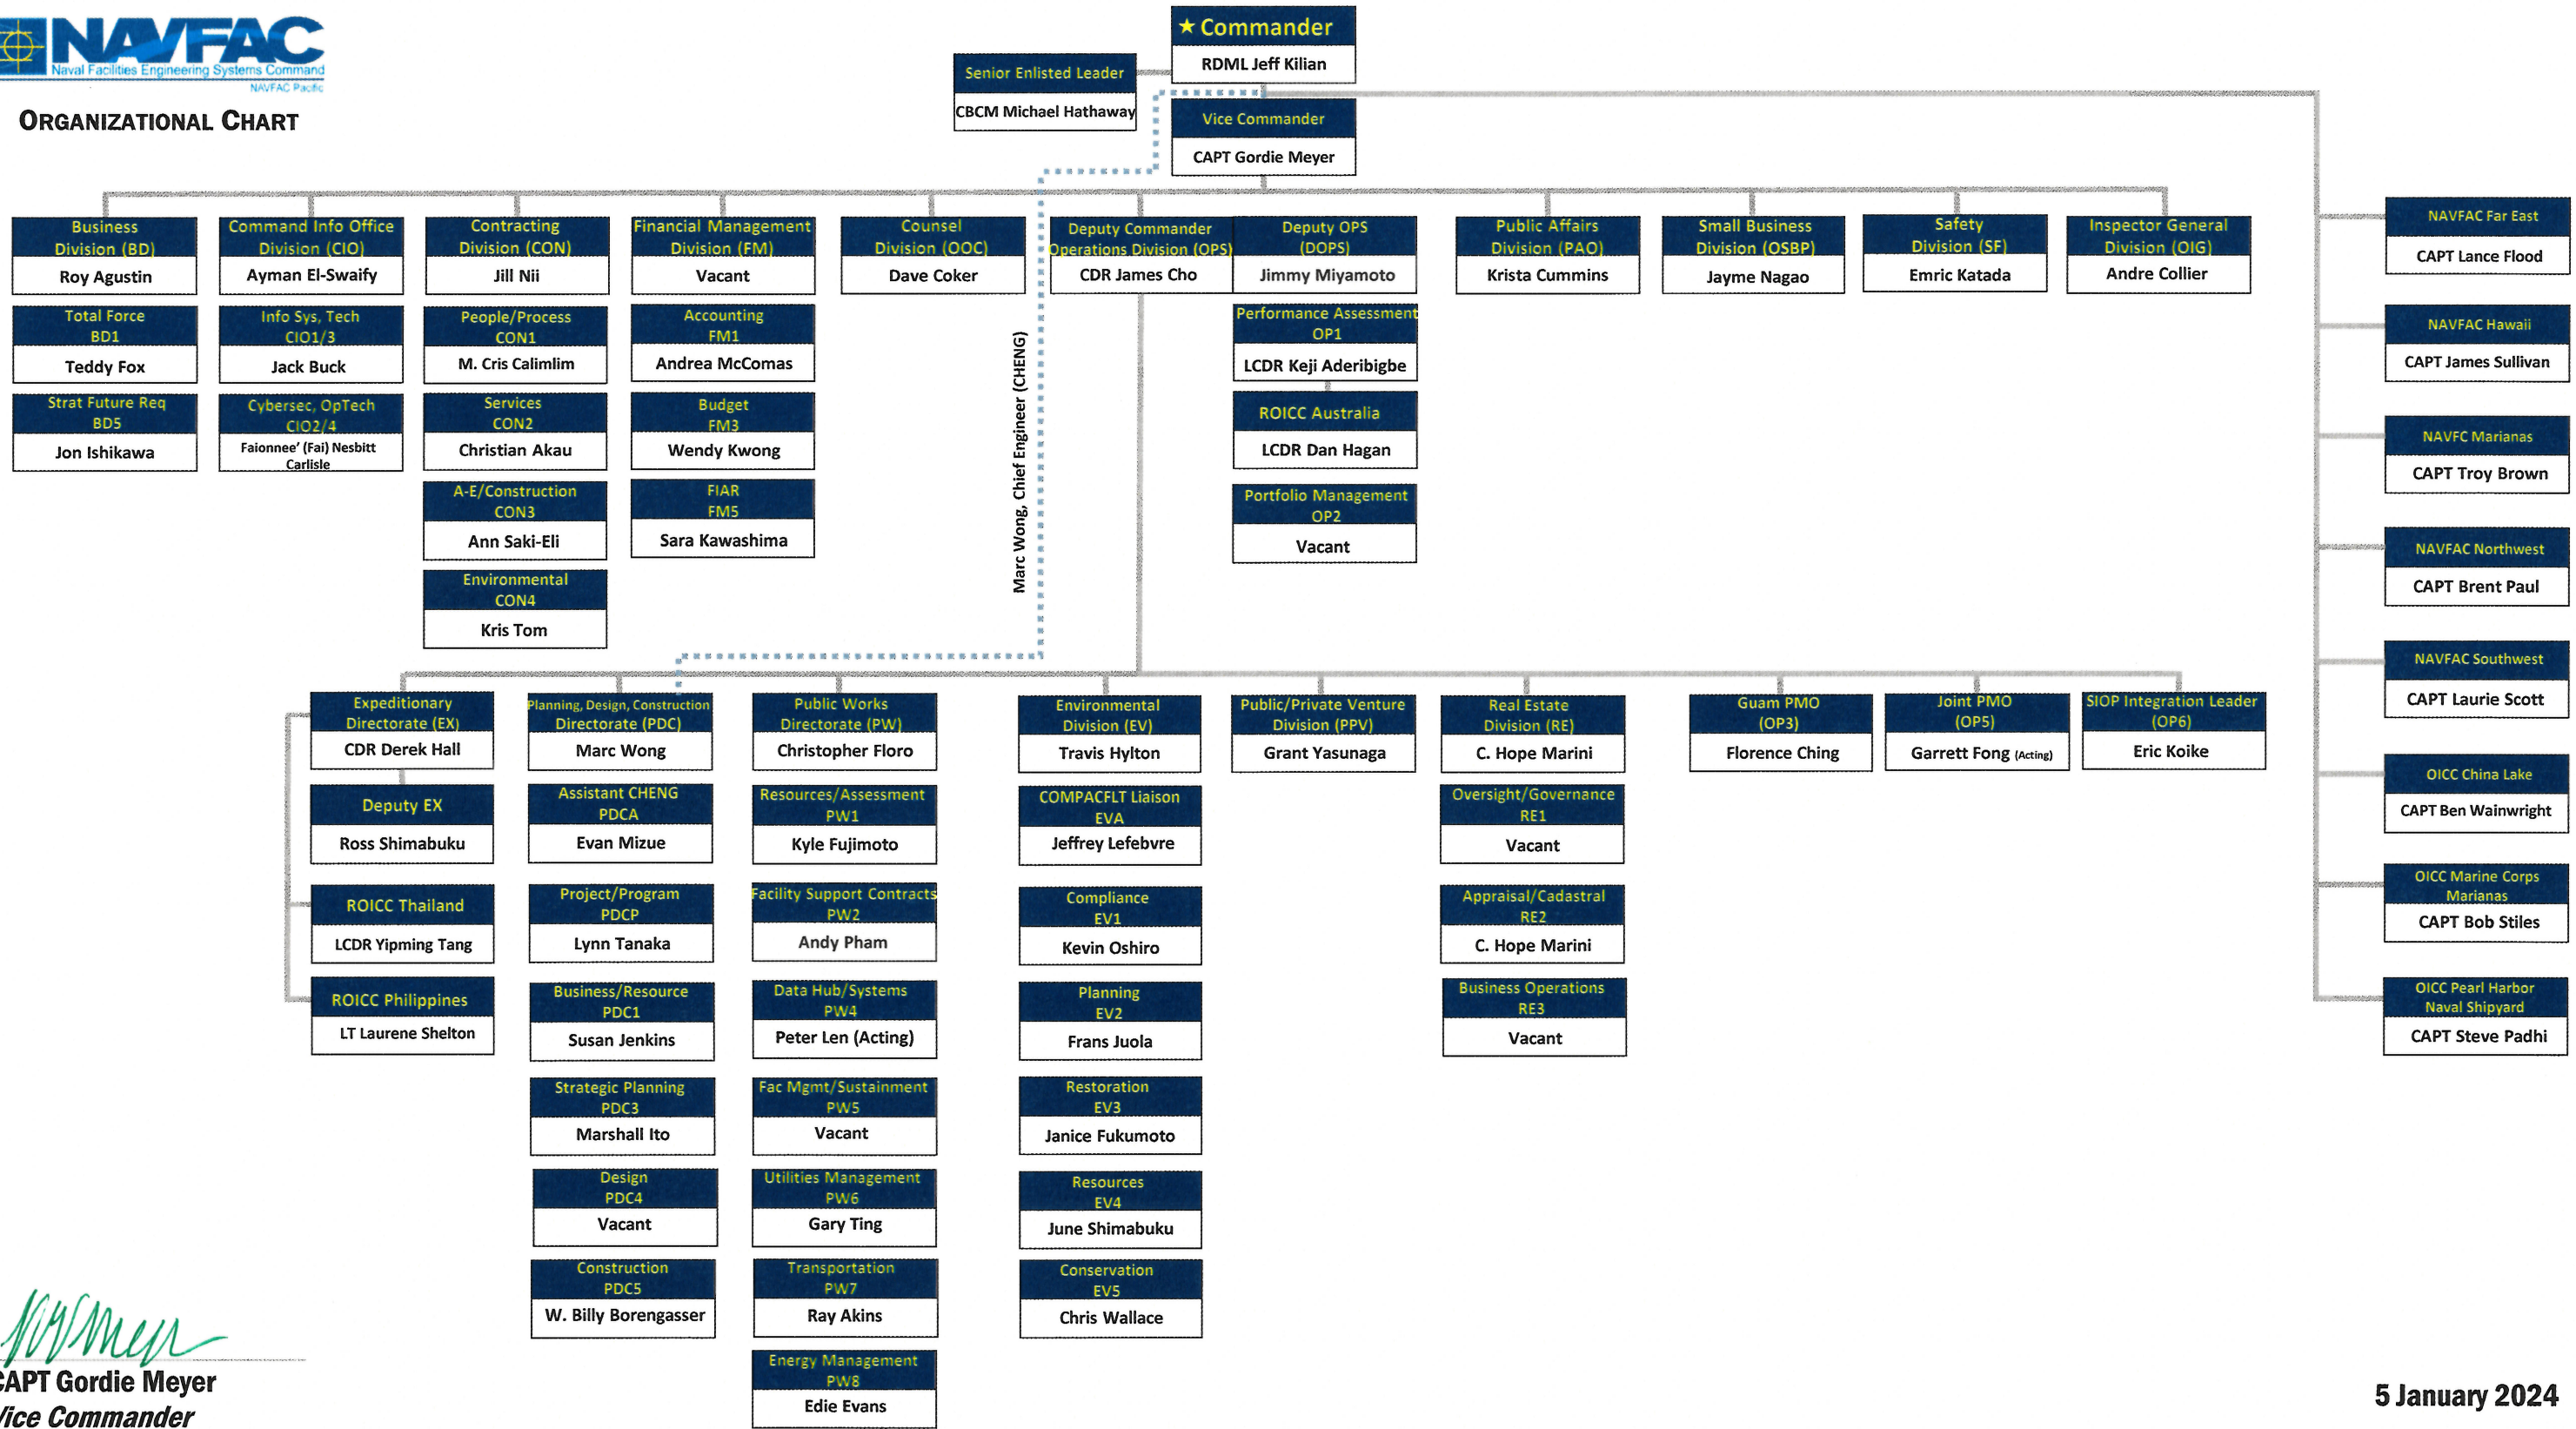 NAVFAC
Naval Facilities Engineering Systems Command
NAVFAC Pacific
ORGANIZATIONAL CHART
★ Commander
RDML Jeff Kilian
Senior Enlisted Leader
CBCM Michael Hathaway
Vice Commander
CAPT Gordie Meyer
Business
Division (BD)
Roy Agustin
Total Force
BD1
Teddy Fox
Strat Future Req
BD5
Jon Ishikawa
Command Info Office
Division (CIO)
Ayman El-Swaify
Info Sys, Tech
CIO1/3
Jack Buck
Cybersec, OpTech
CIO2/4
Faionnee' (Fai) Nesbitt
Carlisle
Contracting
Division (CON)
Jill Nii
People/Process
CON1
M. Cris Calimlim
Services
CON2
Christian Akau
A-E/Construction
CON3
Ann Saki-Eli
Environmental
CON4
Kris Tom
Financial Management
Division (FM)
Vacant
Accounting
FM1
Andrea McComas
Budget
FM3
Wendy Kwong
FIAR
FM5
Sara Kawashima
Counsel
Division (OOC)
Dave Coker
Marc Wong, Chief Engineer (CHENG)
Deputy Commander
Operations Division (OPS)
CDR James Cho
Deputy OPS
(DOPS)
Jimmy Miyamoto
Performance Assessment
OP1
LCDR Keji Aderibigbe
ROICC Australia
LCDR Dan Hagan
Portfolio Management
OP2
Vacant
Public Affairs
Division (PAO)
Krista Cummins
Small Business
Division (OSBP)
Jayme Nagao
Safety
Division (SF)
Emric Katada
Inspector General
Division (OIG)
Andre Collier
NAVFAC Far East
CAPT Lance Flood
NAVFAC Hawaii
CAPT James Sullivan
NAVFC Marianas
CAPT Troy Brown
NAVFAC Northwest
CAPT Brent Paul
NAVFAC Southwest
CAPT Laurie Scott
OICC China Lake
CAPT Ben Wainwright
OICC Marine Corps
Marianas
CAPT Bob Stiles
OICC Pearl Harbor
Naval Shipyard
CAPT Steve Padhi
Expeditionary
Directorate (EX)
CDR Derek Hall
Deputy EX
Ross Shimabuku
ROICC Thailand
LCDR Yipming Tang
ROICC Philippines
LT Laurene Shelton
Planning, Design, Construction
Directorate (PDC)
Marc Wong
Assistant CHENG
PDCA
Evan Mizue
Project/Program
PDCP
Lynn Tanaka
Business/Resource
PDC1
Susan Jenkins
Strategic Planning
PDC3
Marshall Ito
Design
PDC4
Vacant
Construction
PDC5
W. Billy Borengasser
Public Works
Directorate (PW)
Christopher Floro
Resources/Assessment
PW1
Kyle Fujimoto
Facility Support Contracts
PW2
Andy Pham
Data Hub/Systems
PW4
Peter Len (Acting)
Fac Mgmt/Sustainment
PW5
Vacant
Utilities Management
PW6
Gary Ting
Transportation
PW7
Ray Akins
Energy Management
PW8
Edie Evans
Environmental
Division (EV)
Travis Hylton
COMPACFLT Liaison
EVA
Jeffrey Lefebvre
Compliance
EV1
Kevin Oshiro
Planning
EV2
Frans Juola
Restoration
EV3
Janice Fukumoto
Resources
EV4
June Shimabuku
Conservation
EV5
Chris Wallace
Public/Private Venture
Division (PPV)
Grant Yasunaga
Real Estate
Division (RE)
C. Hope Marini
Oversight/Governance
RE1
Vacant
Appraisal/Cadastral
RE2
C. Hope Marini
Business Operations
RE3
Vacant
Guam PMO
(OP3)
Florence Ching
Joint PMO
(OP5)
Garrett Fong (Acting)
SIOP Integration Leader
(OP6)
Eric Koike
CAPT Gordie Meyer
Vice Commander
5 January 2024